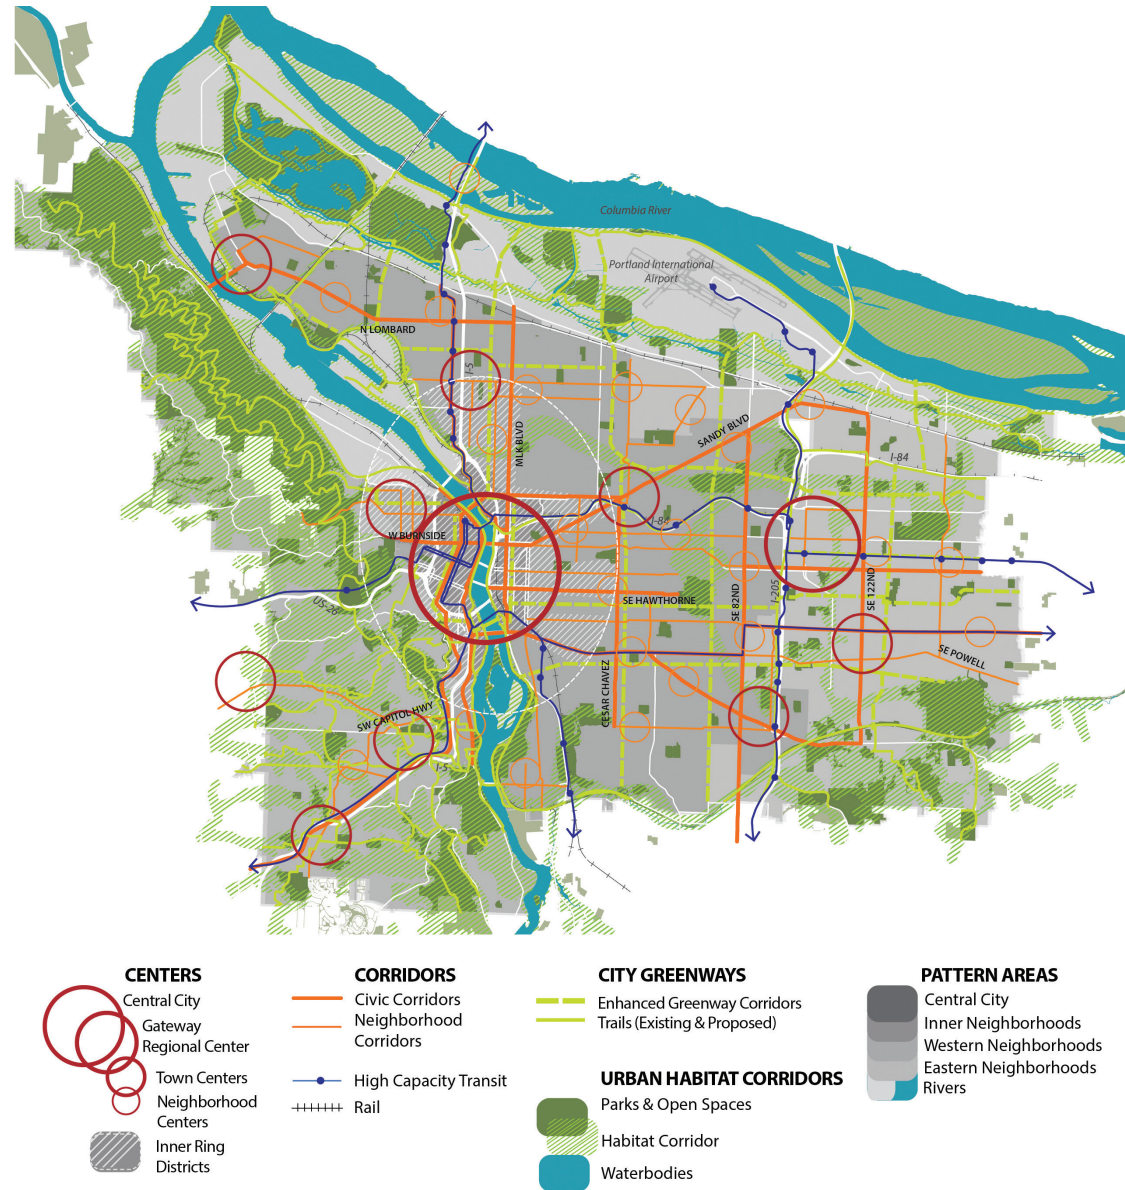 Columbia River
Portland International
Airport
N LOMBARD
I-5
MLK BLVD
SANDY BLVD
I-84
I-84
W BURNSIDE
US-26
SE HAWTHORNE
SE 82ND
I-205
SE 122ND
SE POWELL
CESAR CHAVEZ
SW CAPITOL HWY
I-5
CENTERS
Central City
Gateway
Regional Center
Town Centers
Neighborhood
Centers
Inner Ring
Districts
CORRIDORS
Civic Corridors
Neighborhood
Corridors
High Capacity Transit
Rail
CITY GREENWAYS
Enhanced Greenway Corridors
Trails (Existing & Proposed)
URBAN HABITAT CORRIDORS
Parks & Open Spaces
Habitat Corridor
Waterbodies
PATTERN AREAS
Central City
Inner Neighborhoods
Western Neighborhoods
Eastern Neighborhoods
Rivers